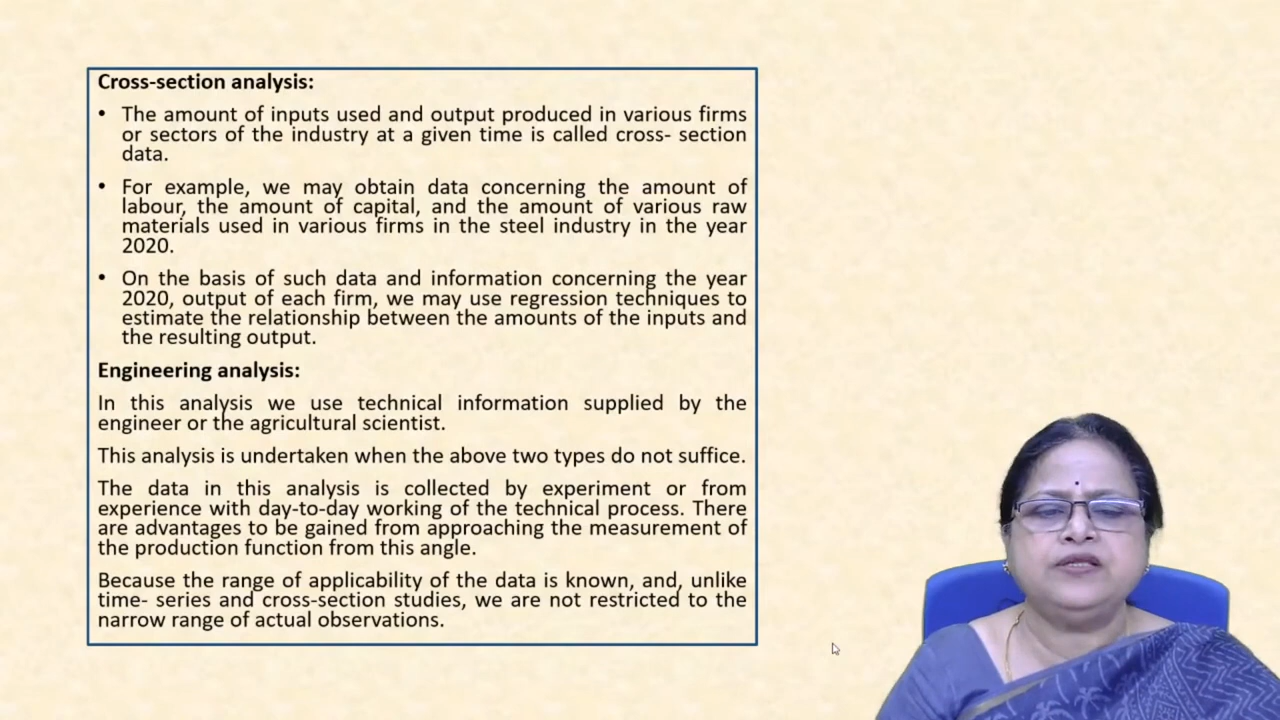 Cross-section analysis:
• The amount of inputs used and output produced in various firms
or sectors of the industry at a given time is called cross- section
data.
• For example, we may obtain data concerning the amount of
labour, the amount of capital, and the amount of various raw
materials used in various firms in the steel industry in the year
2020.
• On the basis of such data and information concerning the year
2020, output of each firm, we may use regression techniques to
estimate the relationship between the amounts of the inputs and
the resulting output.
Engineering analysis:
In this analysis we use technical information supplied by the
engineer or the agricultural scientist.
This analysis is undertaken when the above two types do not suffice.
The data in this analysis is collected by experiment or from
experience with day-to-day working of the technical process. There
are advantages to be gained from approaching the measurement of
the production function from this angle.
Because the range of applicability of the data is known, and, unlike
time- series and cross-section studies, we are not restricted to the
narrow range of actual observations.